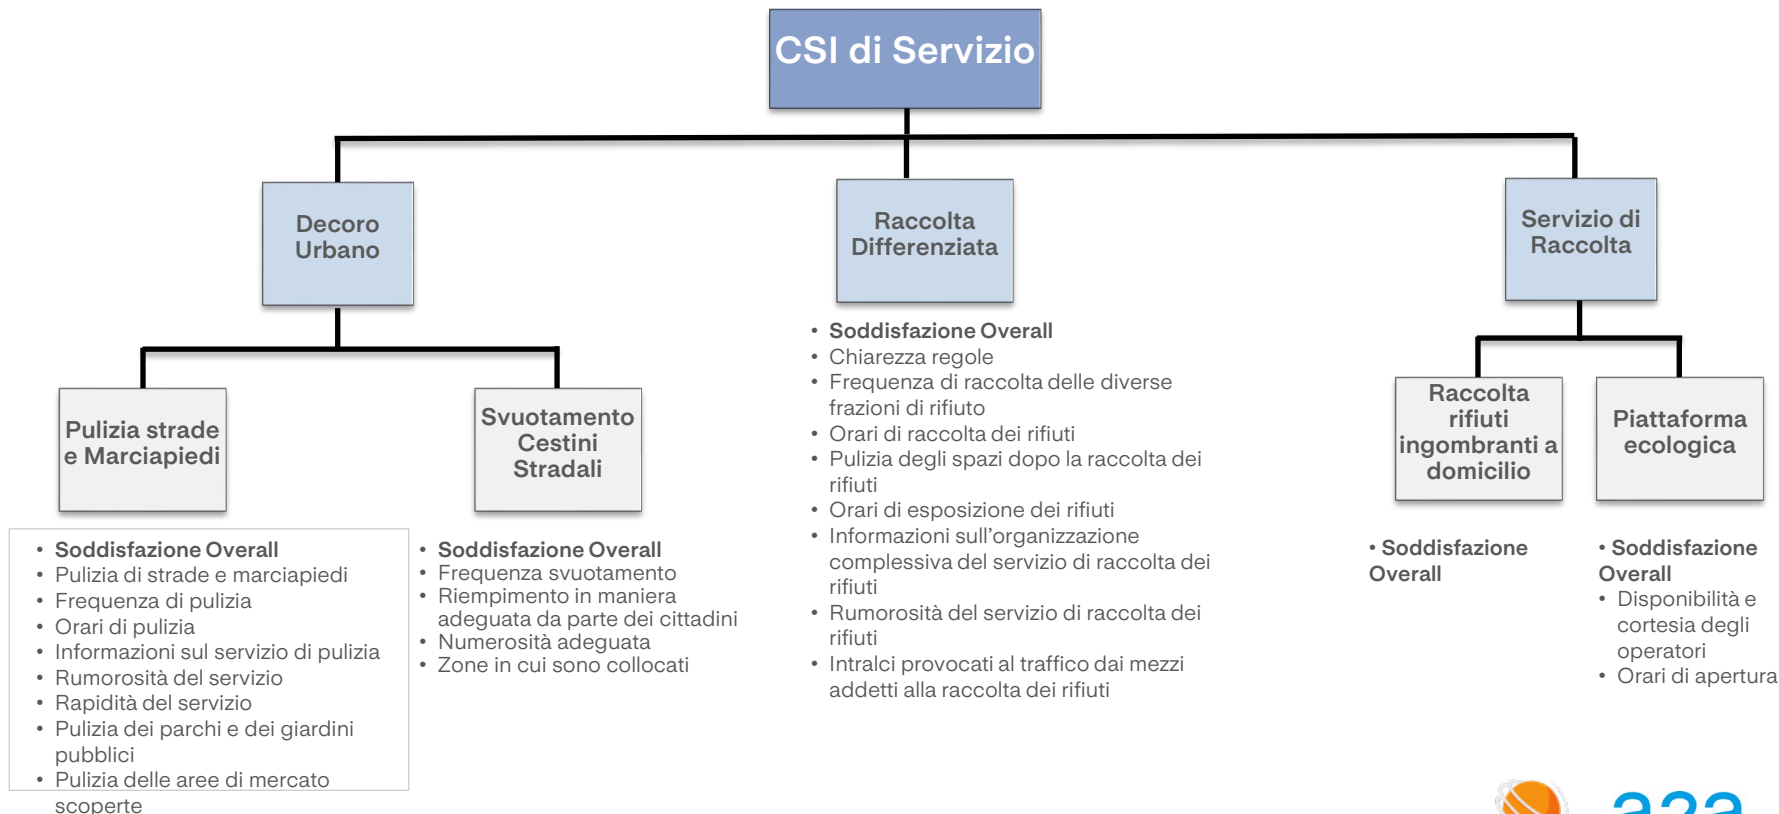 CSI di Servizio
Decoro
Urbano
Raccolta
Differenziata
Servizio di
Raccolta
Pulizia strade
e Marciapiedi
Svuotamento
Cestini
Stradali
Raccolta
rifiuti
ingombranti a
domicilio
Piattaforma
ecologica
• Soddisfazione Overall
• Pulizia di strade e marciapiedi
• Frequenza di pulizia
• Orari di pulizia
• Informazioni sul servizio di pulizia
• Rumorosità del servizio
• Rapidità del servizio
• Pulizia dei parchi e dei giardini
pubblici
• Pulizia delle aree di mercato
scoperte
• Soddisfazione Overall
• Frequenza svuotamento
• Riempimento in maniera
adeguata da parte dei cittadini
• Numerosità adeguata
• Zone in cui sono collocati
• Soddisfazione Overall
• Chiarezza regole
• Frequenza di raccolta delle diverse
frazioni di rifiuto
• Orari di raccolta dei rifiuti
• Pulizia degli spazi dopo la raccolta dei
rifiuti
• Orari di esposizione dei rifiuti
• Informazioni sull'organizzazione
complessiva del servizio di raccolta dei
rifiuti
• Rumorosità del servizio di raccolta dei
rifiuti
• Intralci provocati al traffico dai mezzi
addetti alla raccolta dei rifiuti
• Soddisfazione
Overall
• Soddisfazione
Overall
• Disponibilità e
cortesia degli
operatori
• Orari di apertura
a2a